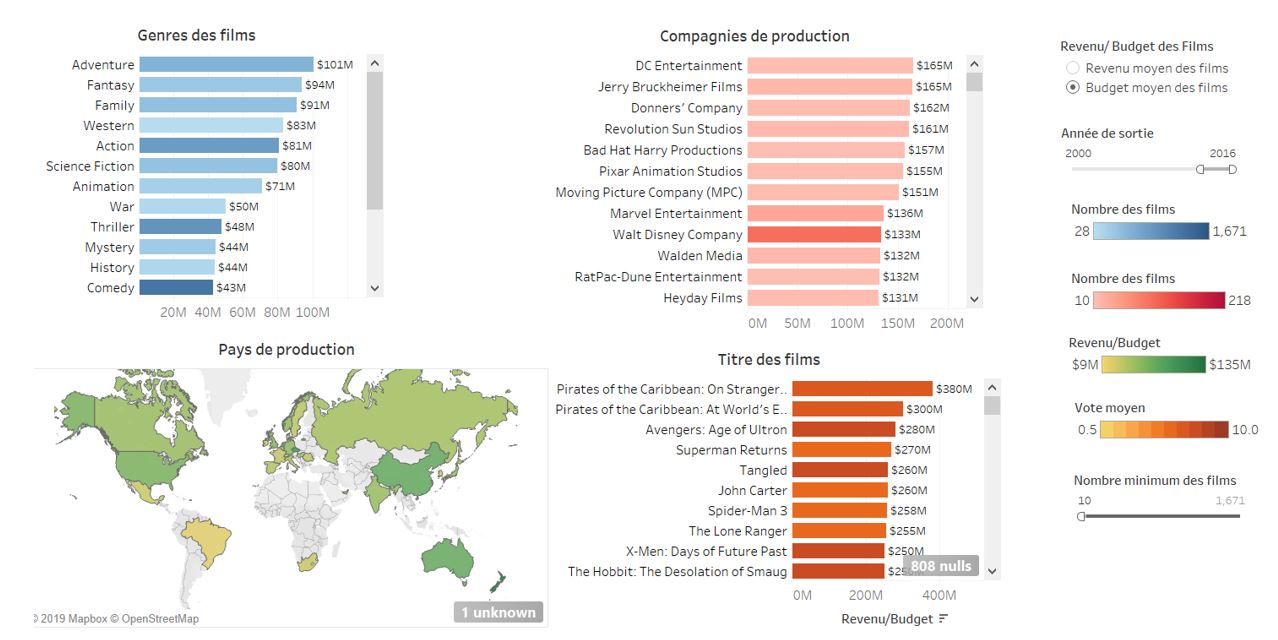 Genres des films
Adventure $101M
Fantasy $94M
Family $91M
Western $83M
Action $81M
Science Fiction $80M
Animation $71M
War $50M
Thriller $48M
Mystery $44M
History $44M
Comedy $43M
20M 40M 60M 80M 100M
Compagnies de production
DC Entertainment $165M
Jerry Bruckheimer Films $165M
Donners' Company $162M
Revolution Sun Studios $161M
Bad Hat Harry Productions $157M
Pixar Animation Studios $155M
Moving Picture Company (MPC) $151M
Marvel Entertainment $136M
Walt Disney Company $133M
Walden Media $132M
RatPac-Dune Entertainment $132M
Heyday Films $131M
0M 50M 100M 150M 200M
Pays de production
1 unknown
2019 Mapbox © OpenStreetMap
Titre des films
Pirates of the Caribbean: On Stranger.. $380M
Pirates of the Caribbean: At World's E.. $300M
Avengers: Age of Ultron $280M
Superman Returns $270M
Tangled $260M
John Carter $260M
Spider-Man 3 $258M
The Lone Ranger $255M
X-Men: Days of Future Past $250M
The Hobbit: The Desolation of Smaug
808 nulls
0M 200M 400M
Revenu/Budget
Revenu/ Budget des Films
Revenu moyen des films
Budget moyen des films
Année de sortie
2000 2016
Nombre des films
28 1,671
Nombre des films
10 218
Revenu/Budget
$9M $135M
Vote moyen
0.5 10.0
Nombre minimum des films
10 1,671